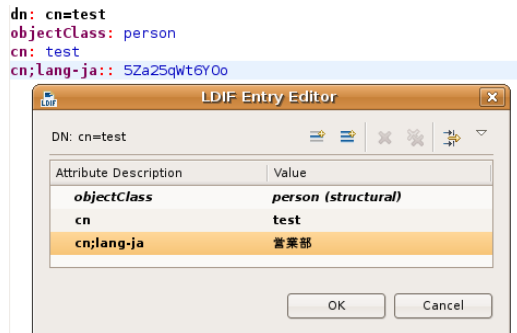 dn: cn=test
objectClass: person
cn: test
cn;lang-ja:: 5Za25qWt6YOo
LDIF
LDIF Entry Editor
DN: cn=test
Attribute Description Value
objectClass person (structural)
cn test
cn;lang-ja 営業部
OK Cancel